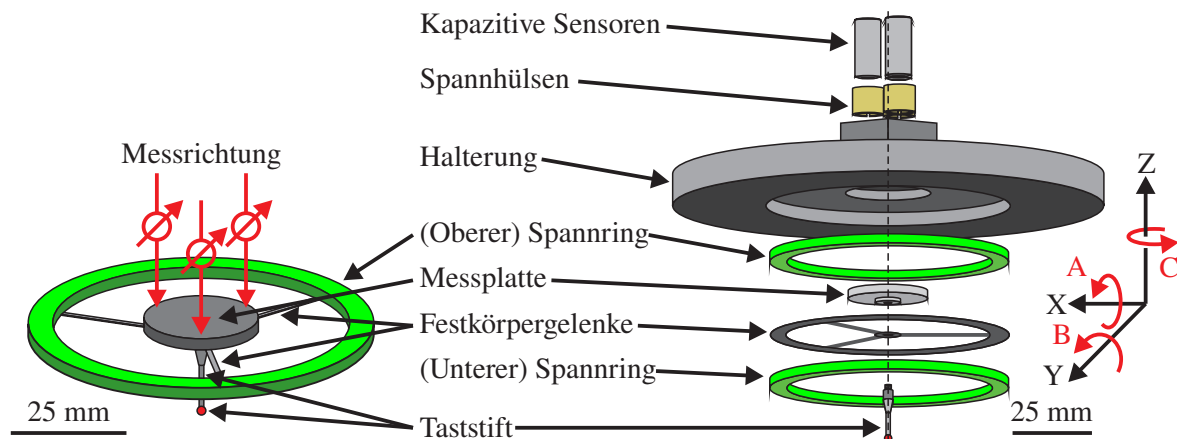 Kapazitive Sensoren
Spannhülsen
Messrichtung
Halterung
(Oberer) Spannring
Messplatte
Festkörpergelenke
(Unterer) Spannring
Taststift
25 mm
25 mm
Z
C
A
X
B
Y